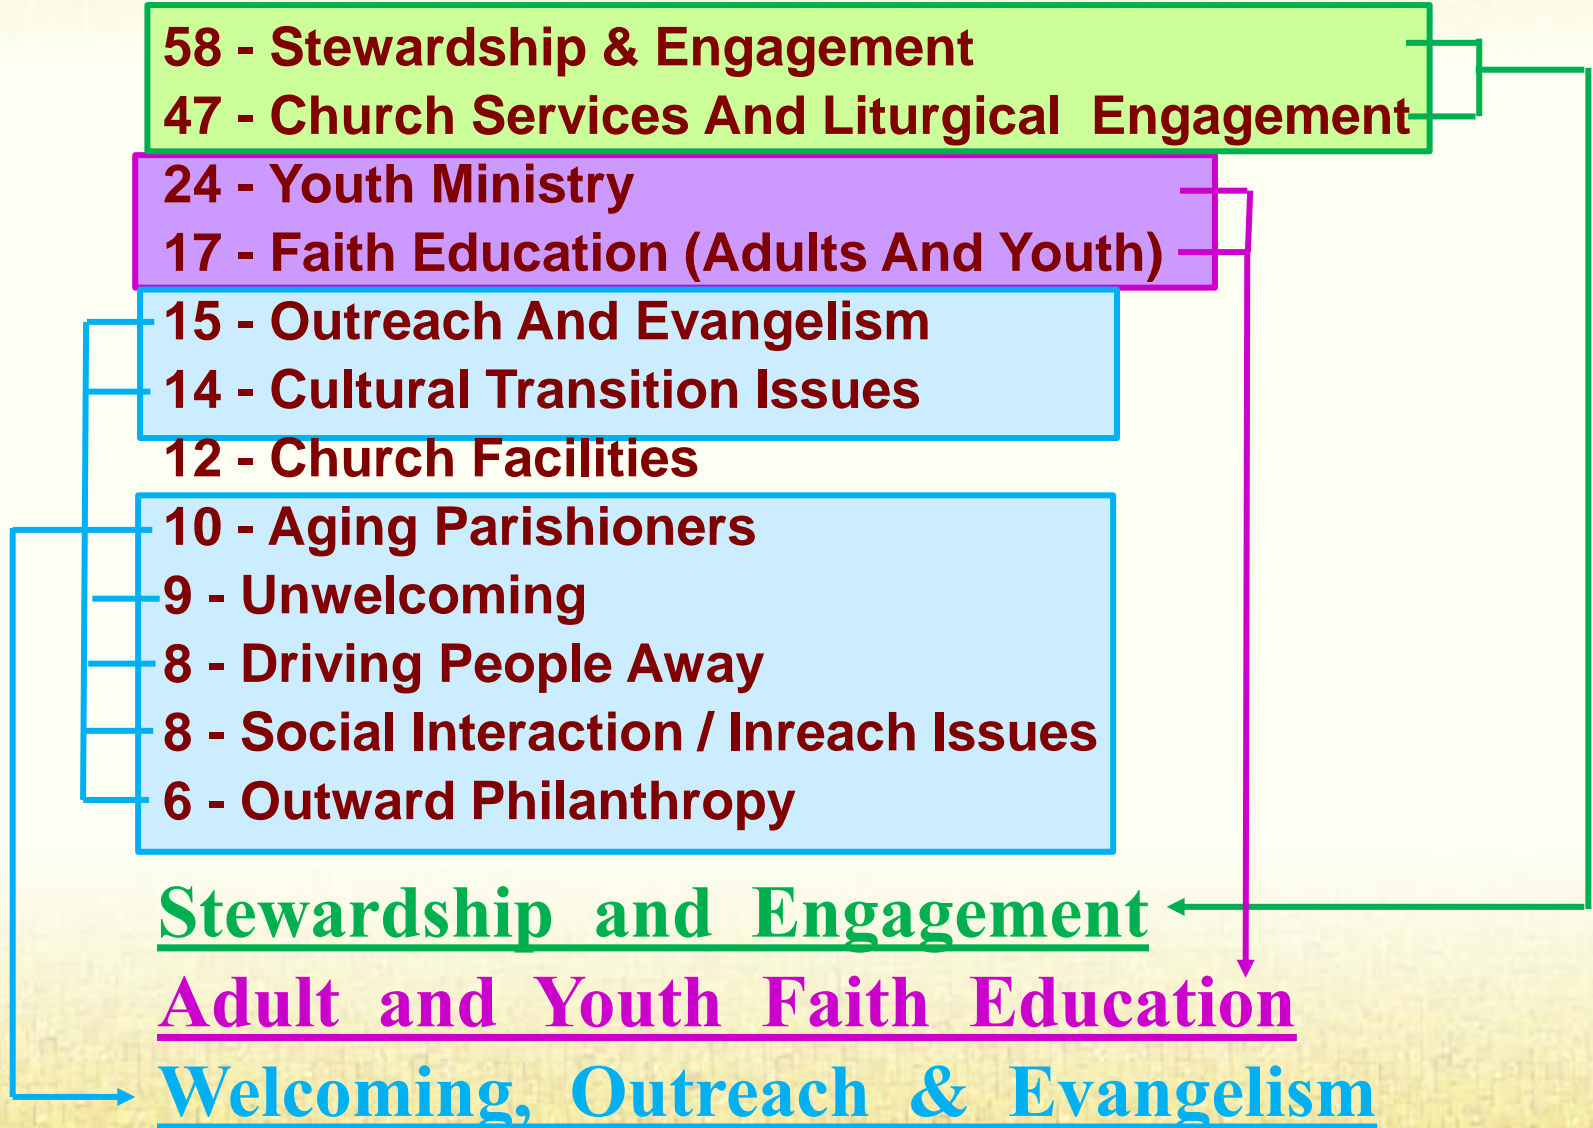 58 - Stewardship & Engagement
47 - Church Services And Liturgical Engagement
24 - Youth Ministry
17 - Faith Education (Adults And Youth)
15 - Outreach And Evangelism
14 - Cultural Transition Issues
12 - Church Facilities
10 - Aging Parishioners
9 - Unwelcoming
8 - Driving People Away
8 - Social Interaction / Inreach Issues
6 - Outward Philanthropy
Stewardship and Engagement
Adult and Youth Faith Education
Welcoming, Outreach & Evangelism